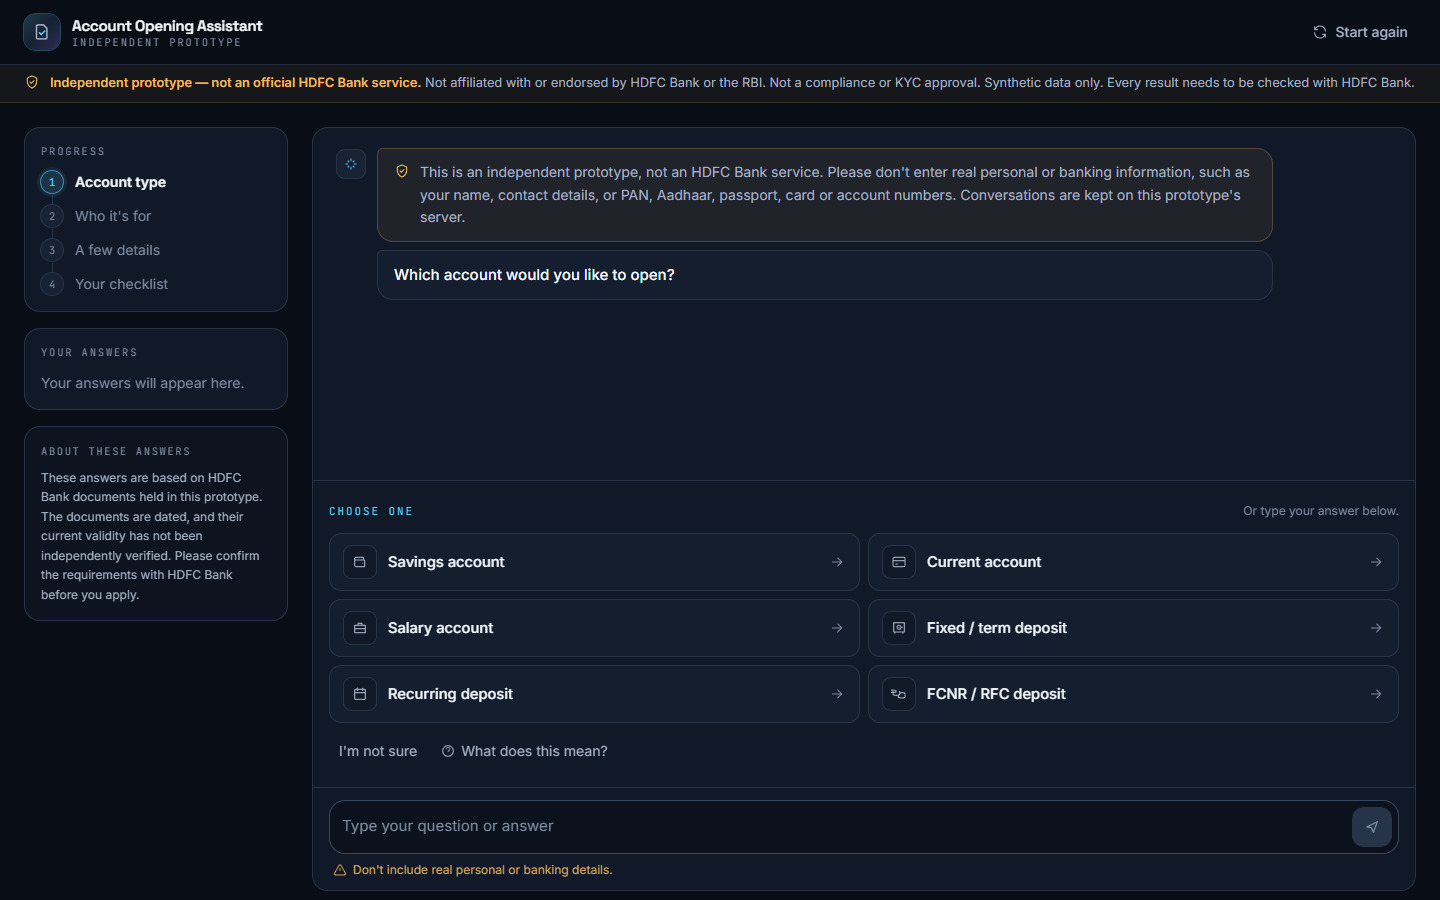 Account Opening Assistant
INDEPENDENT PROTOTYPE
Start again
Independent prototype — not an official HDFC Bank service. Not affiliated with or endorsed by HDFC Bank or the RBI. Not a compliance or KYC approval. Synthetic data only. Every result needs to be checked with HDFC Bank.
PROGRESS
1 Account type
2 Who it's for
3 A few details
4 Your checklist
YOUR ANSWERS
Your answers will appear here.
ABOUT THESE ANSWERS
These answers are based on HDFC
Bank documents held in this prototype.
The documents are dated, and their
current validity has not been
independently verified. Please confirm
the requirements with HDFC Bank
before you apply.
This is an independent prototype, not an HDFC Bank service. Please don't enter real personal or banking information, such as
your name, contact details, or PAN, Aadhaar, passport, card or account numbers. Conversations are kept on this prototype's
server.
Which account would you like to open?
CHOOSE ONE
Or type your answer below.
Savings account
Current account
Salary account
Fixed / term deposit
Recurring deposit
FCNR / RFC deposit
I'm not sure
What does this mean?
Type your question or answer
Don't include real personal or banking details.